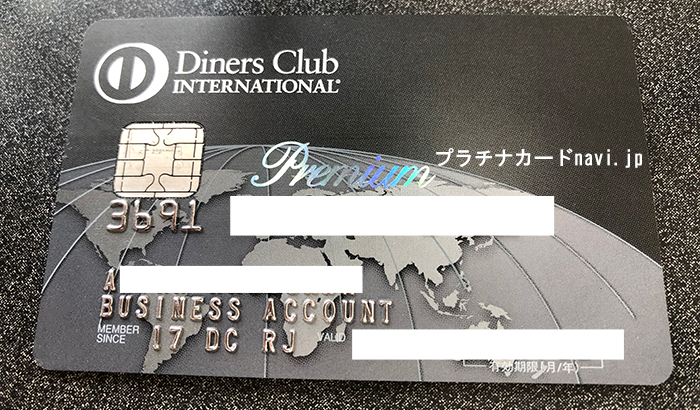 Diners Club
INTERNATIONAL®
Premium
プラチナカードnavi.jp
3691
A
BUSINESS ACCOUNT
MEMBER SINCE 17 DC RJ VALID
有効期限(月/年)